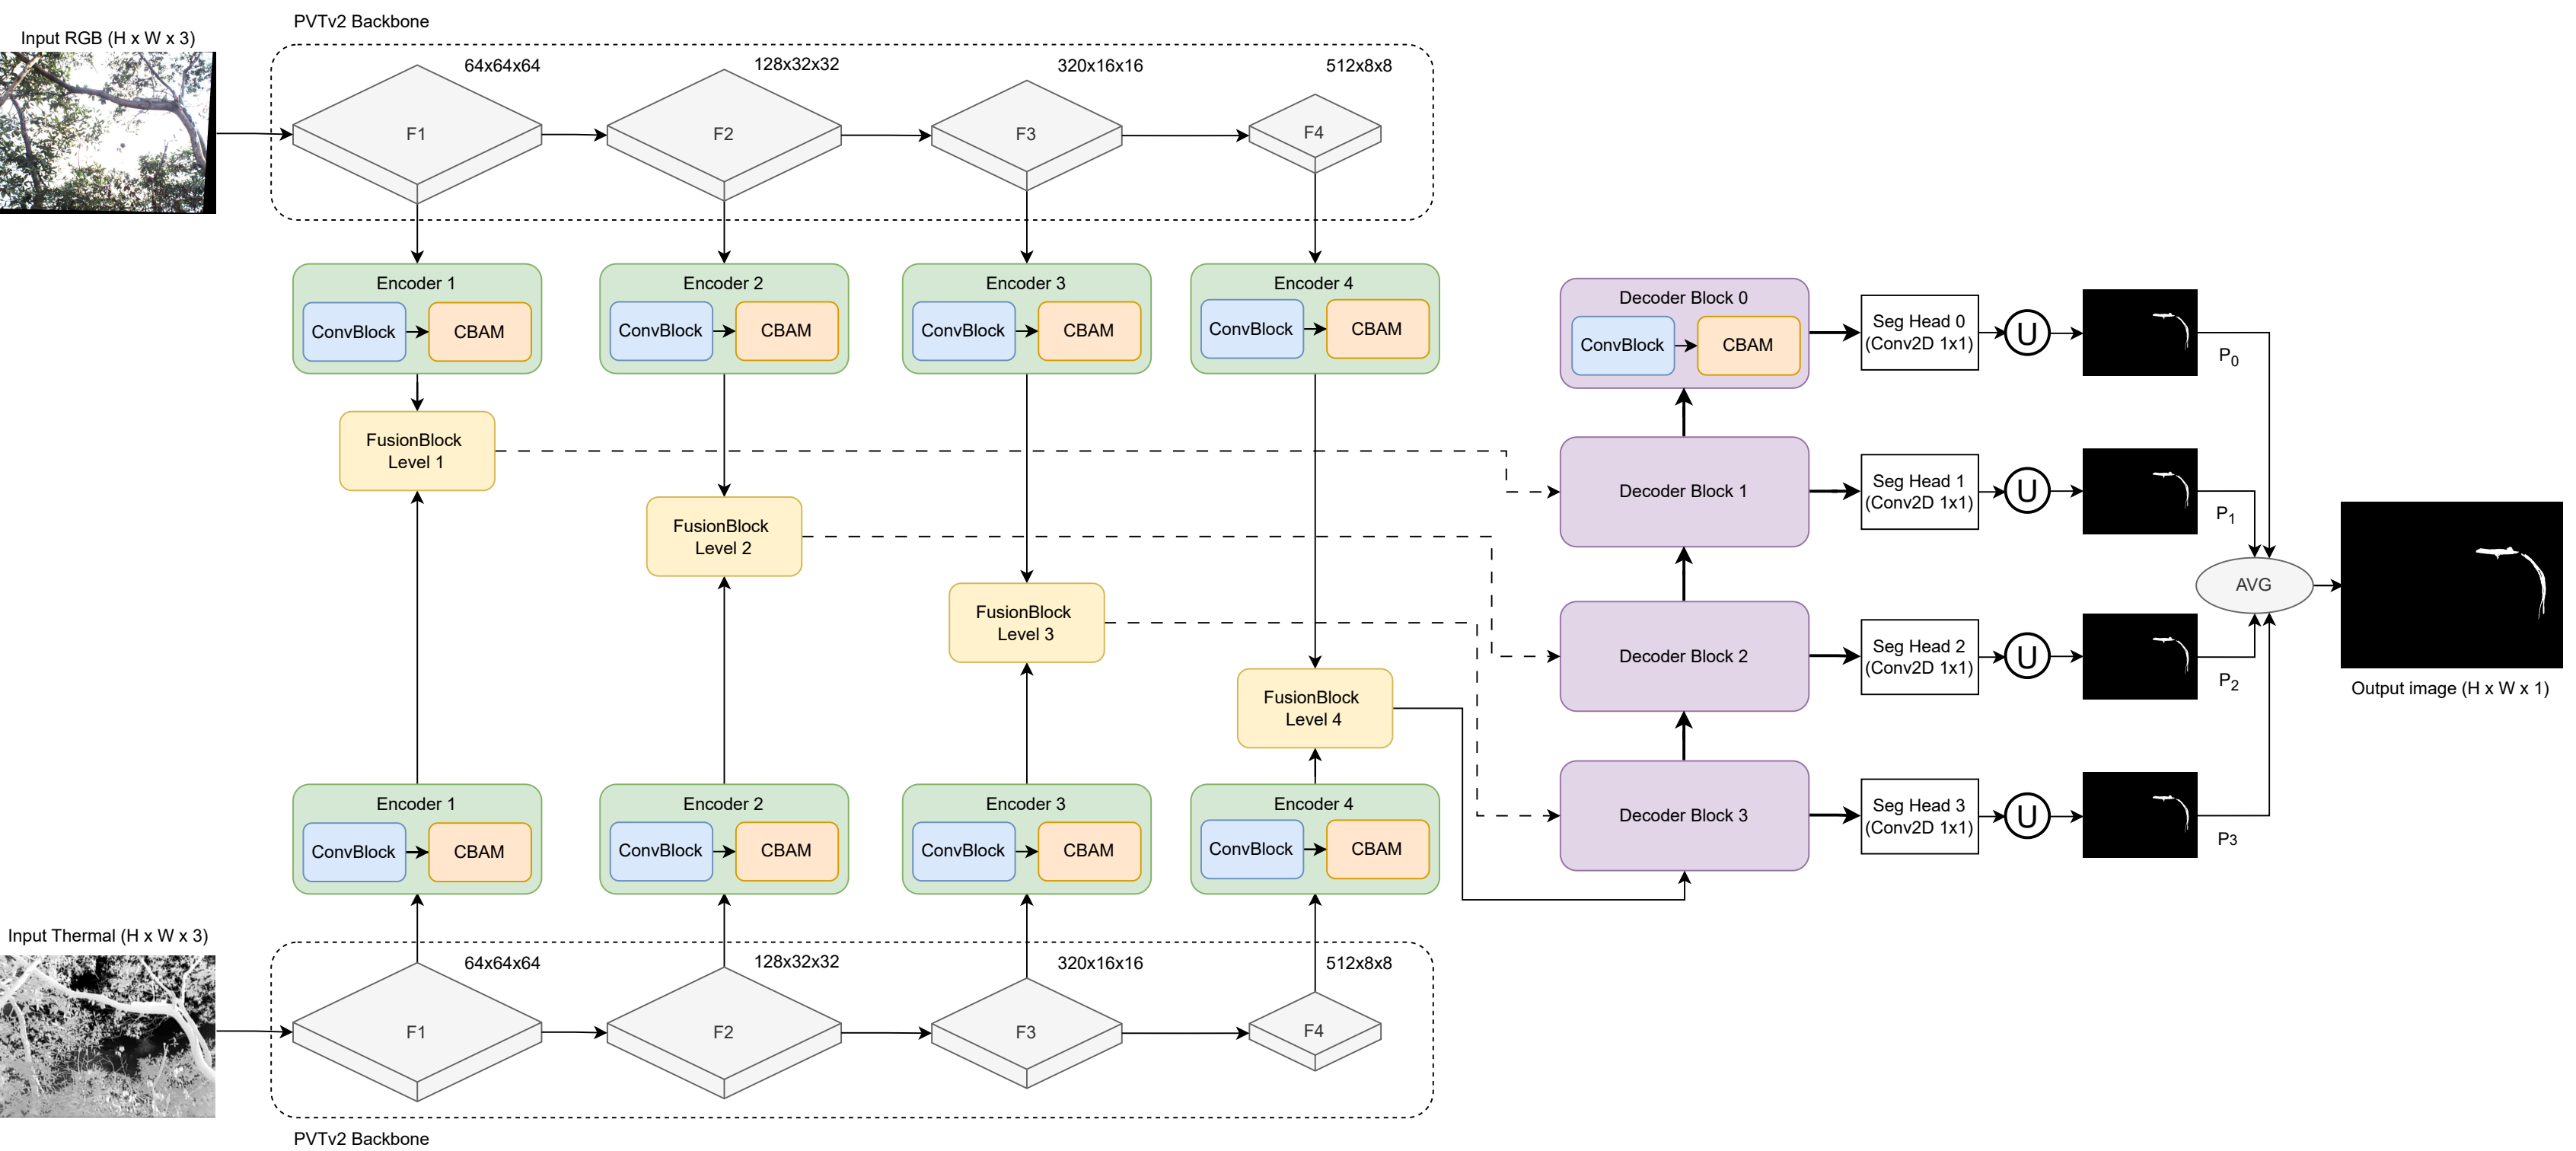 PVTv2 Backbone
Input RGB (H x W x 3)
64x64x64
128x32x32
320x16x16
512x8x8
F1
F2
F3
F4
Encoder 1
ConvBlock
CBAM
Encoder 2
ConvBlock
CBAM
Encoder 3
ConvBlock
CBAM
Encoder 4
ConvBlock
CBAM
FusionBlock
Level 1
FusionBlock
Level 2
FusionBlock
Level 3
FusionBlock
Level 4
Encoder 1
ConvBlock
CBAM
Encoder 2
ConvBlock
CBAM
Encoder 3
ConvBlock
CBAM
Encoder 4
ConvBlock
CBAM
Input Thermal (H x W x 3)
64x64x64
128x32x32
320x16x16
512x8x8
F1
F2
F3
F4
PVTv2 Backbone
Decoder Block 0
ConvBlock
CBAM
Seg Head 0
(Conv2D 1x1)
U
P0
Decoder Block 1
Seg Head 1
(Conv2D 1x1)
U
P1
Decoder Block 2
Seg Head 2
(Conv2D 1x1)
U
P2
Decoder Block 3
Seg Head 3
(Conv2D 1x1)
U
P3
AVG
Output image (H x W x 1)